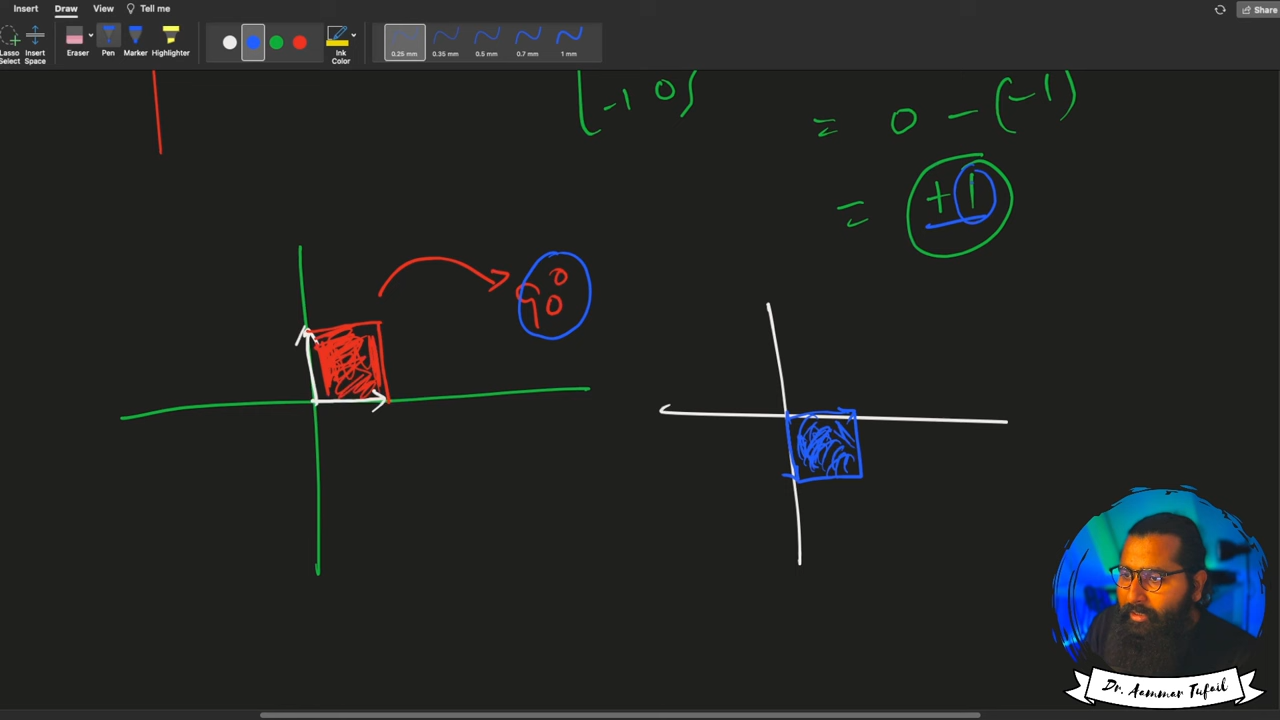 Insert Draw View Tell me
Share
Lasso Select
Insert Space
Eraser
Pen
Marker
Highlighter
Ink Color
0.25 mm
0.35 mm
0.5 mm
0.7 mm
1 mm
-1 0
= 0 - (-1)
= +1
90°
Dr. Aammar Tufail